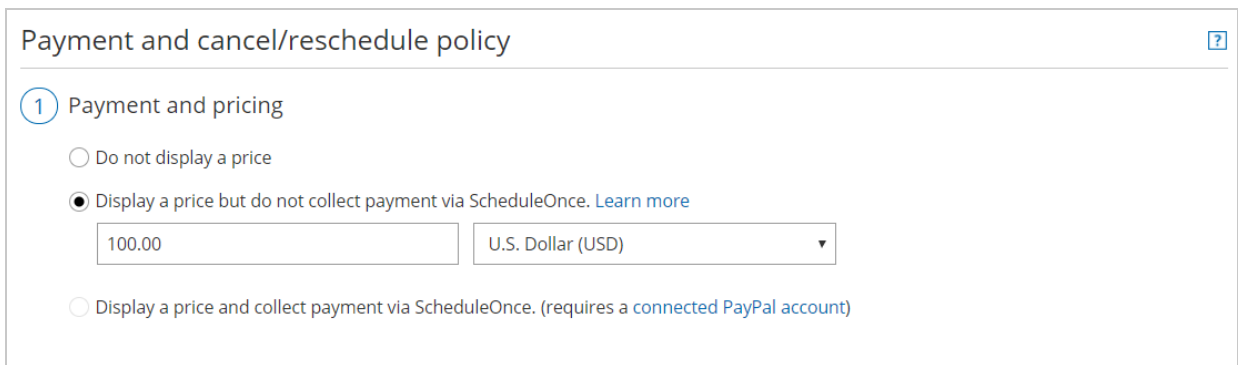 Payment and cancel/reschedule policy
?
1 Payment and pricing
Do not display a price
Display a price but do not collect payment via ScheduleOnce. Learn more
100.00 U.S. Dollar (USD)
Display a price and collect payment via ScheduleOnce. (requires a connected PayPal account)